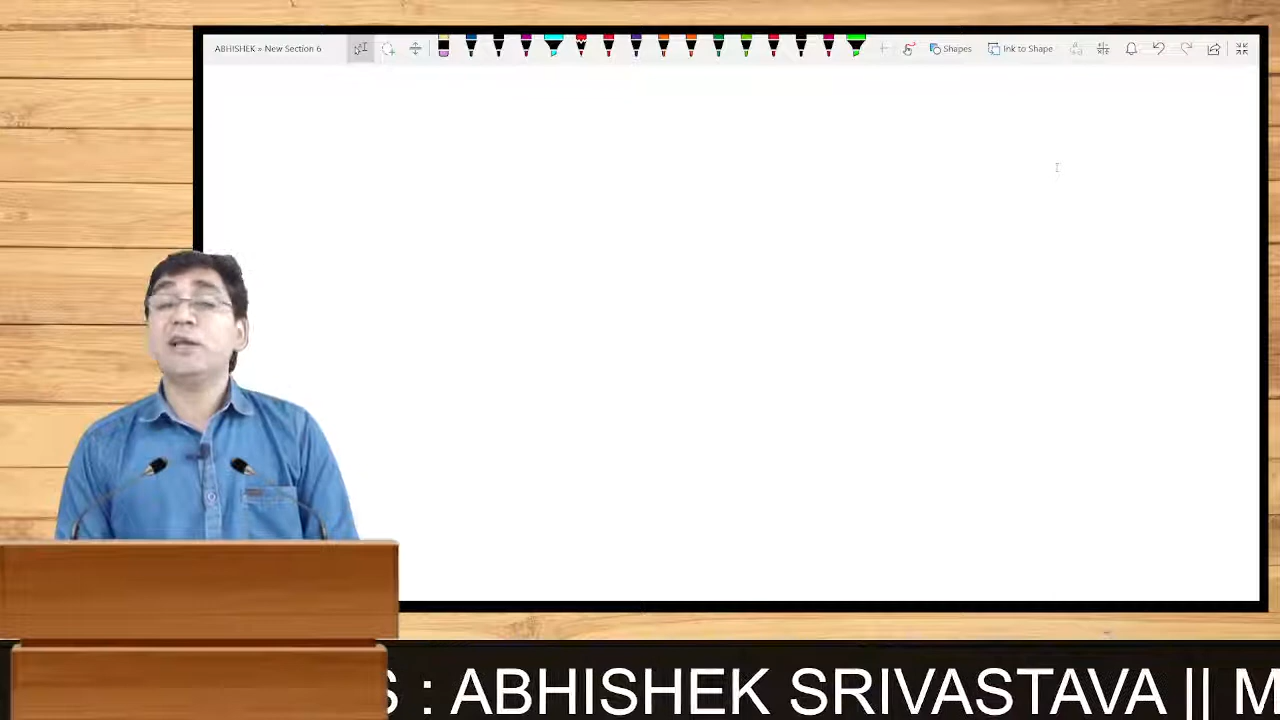 ABHISHEK » New Section 6
Shapes
Ink to Shape
S : ABHISHEK SRIVASTAVA || M